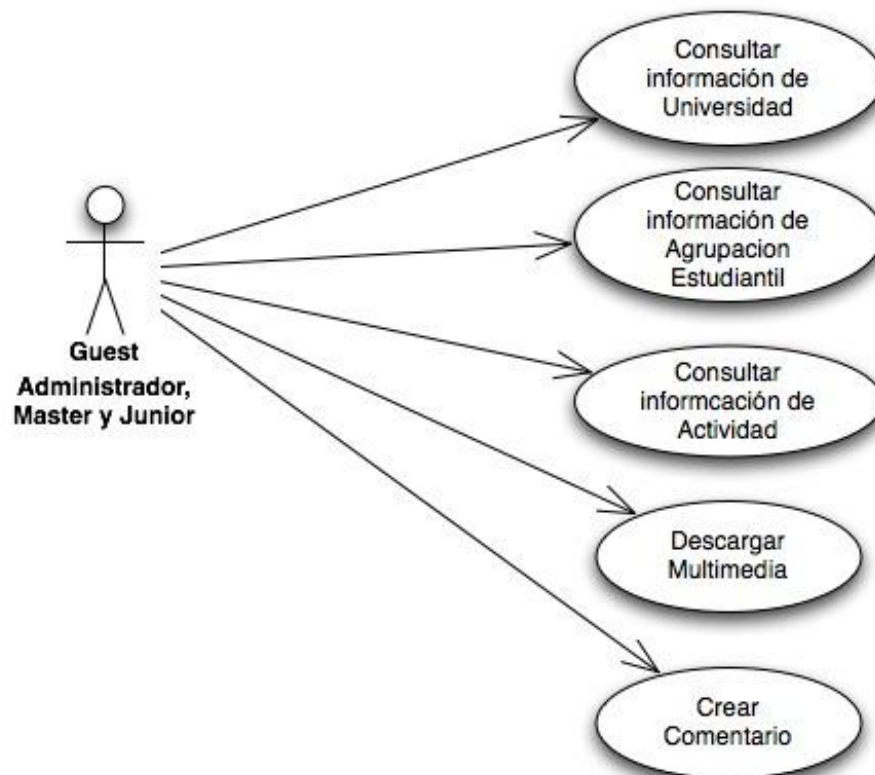 Consultar
información de
Universidad
Consultar
información de
Agrupacion
Estudiantil
Guest
Administrador,
Master y Junior
Consultar
informcación de
Actividad
Descargar
Multimedia
Crear
Comentario